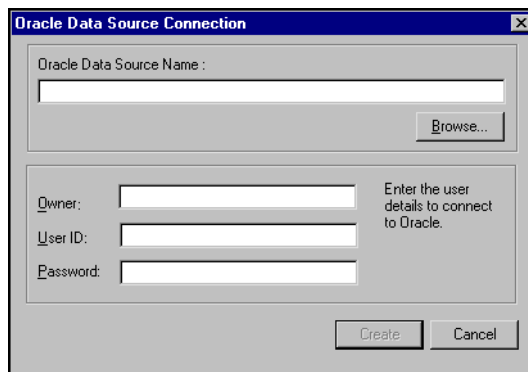 Oracle Data Source Connection
Oracle Data Source Name :
Browse...
Owner:
Enter the user
details to connect
to Oracle.
User ID:
Password:
Create
Cancel